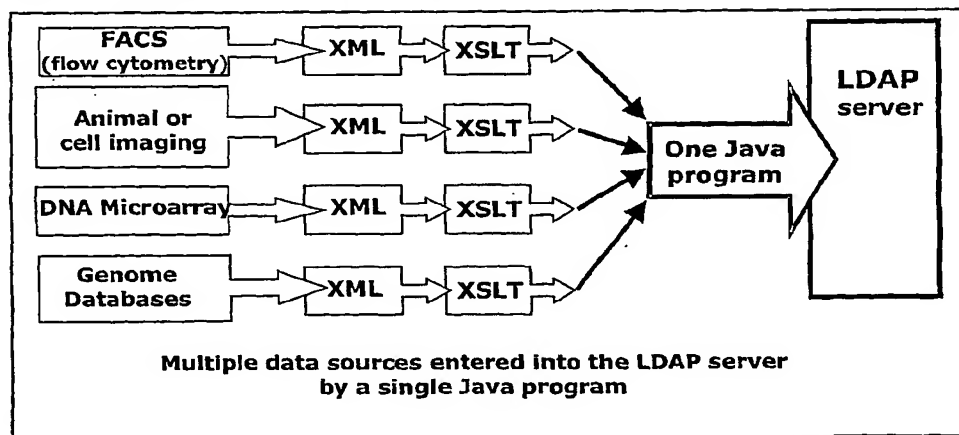 FACS
(flow cytometry)
XML
XSLT
Animal or
cell imaging
XML
XSLT
DNA Microarray
XML
XSLT
Genome
Databases
XML
XSLT
One Java
program
LDAP
server
Multiple data sources entered into the LDAP server
by a single Java program